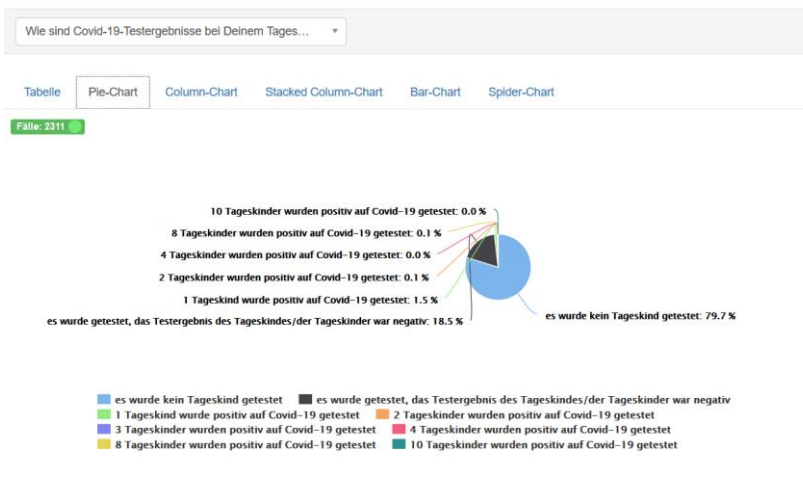 Wie sind Covid-19-Testergebnisse bei Deinem Tages...
Tabelle Pie-Chart Column-Chart Stacked Column-Chart Bar-Chart Spider-Chart
Fälle: 2311
10 Tageskinder wurden positiv auf Covid-19 getestet: 0.0 %
8 Tageskinder wurden positiv auf Covid-19 getestet: 0.1 %
4 Tageskinder wurden positiv auf Covid-19 getestet: 0.0 %
2 Tageskinder wurden positiv auf Covid-19 getestet: 0.1 %
1 Tageskind wurde positiv auf Covid-19 getestet: 1.5 %
es wurde getestet, das Testergebnis des Tageskindes/der Tageskinder war negativ: 18.5 %
es wurde kein Tageskind getestet: 79.7 %
es wurde kein Tageskind getestet es wurde getestet, das Testergebnis des Tageskindes/der Tageskinder war negativ
1 Tageskind wurde positiv auf Covid-19 getestet 2 Tageskinder wurden positiv auf Covid-19 getestet
3 Tageskinder wurden positiv auf Covid-19 getestet 4 Tageskinder wurden positiv auf Covid-19 getestet
8 Tageskinder wurden positiv auf Covid-19 getestet 10 Tageskinder wurden positiv auf Covid-19 getestet